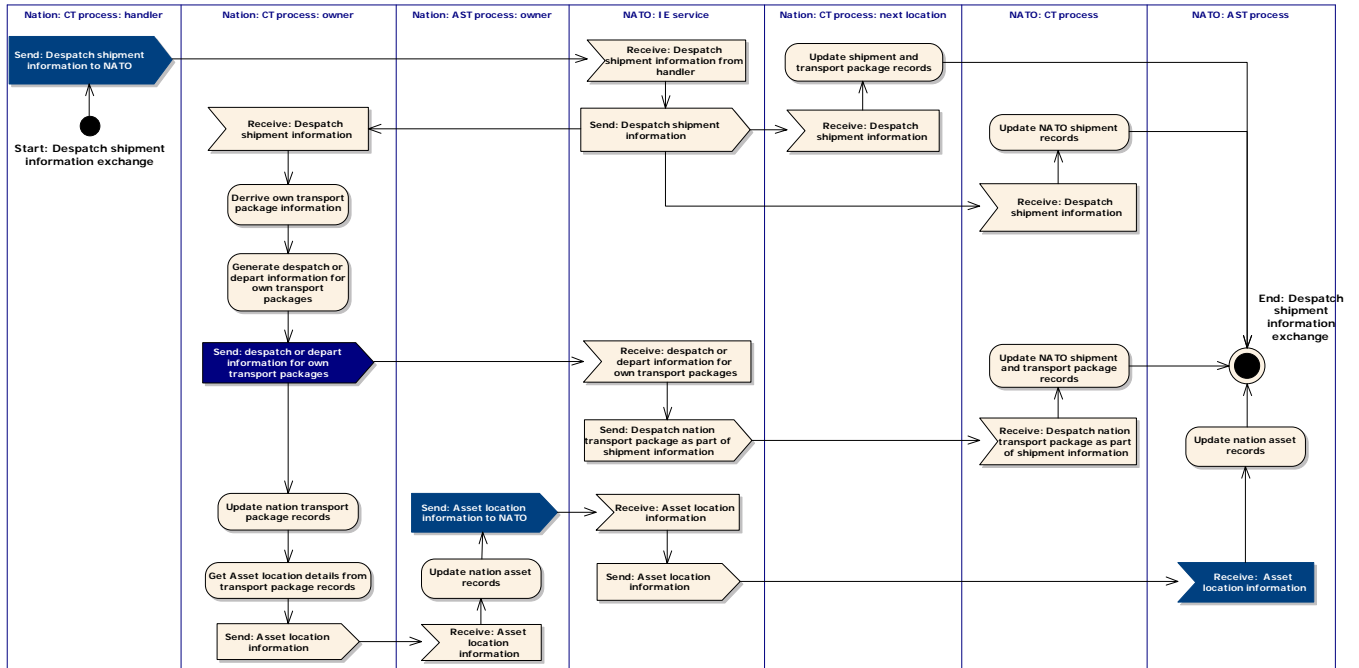 Nation: CT process: handler
Nation: CT process: owner
Nation: AST process: owner
NATO: IE service
Nation: CT process: next location
NATO: CT process
NATO: AST process
Send: Despatch shipment
information to NATO
Start: Despatch shipment
information exchange
Receive: Despatch
shipment information
Derrive own transport
package information
Generate despatch or
depart information for
own transport
packages
Send: despatch or depart
information for own
transport packages
Update nation transport
package records
Get Asset location details from
transport package records
Send: Asset location
information
Send: Asset location
information to NATO
Update nation asset
records
Receive: Asset
location
information
Receive: Despatch
shipment information from
handler
Send: Despatch shipment
information
Receive: despatch or
depart information for
own transport packages
Send: Despatch nation
transport package as part of
shipment information
Receive: Asset location
information
Send: Asset location
information
Update shipment and
transport package records
Receive: Despatch
shipment information
Update NATO shipment
records
Receive: Despatch
shipment information
Update NATO shipment
and transport package
records
Receive: Despatch nation
transport package as part
of shipment information
End: Despatch
shipment
information
exchange
Update nation asset
records
Receive: Asset
location information